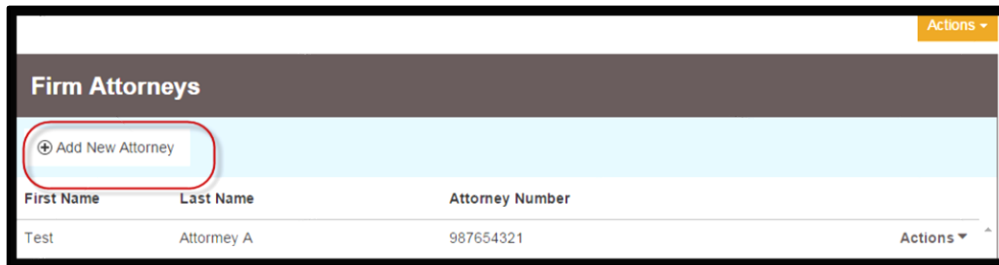 Actions
Firm Attorneys
Add New Attorney
First Name Last Name Attorney Number
Test Attormey A 987654321 Actions